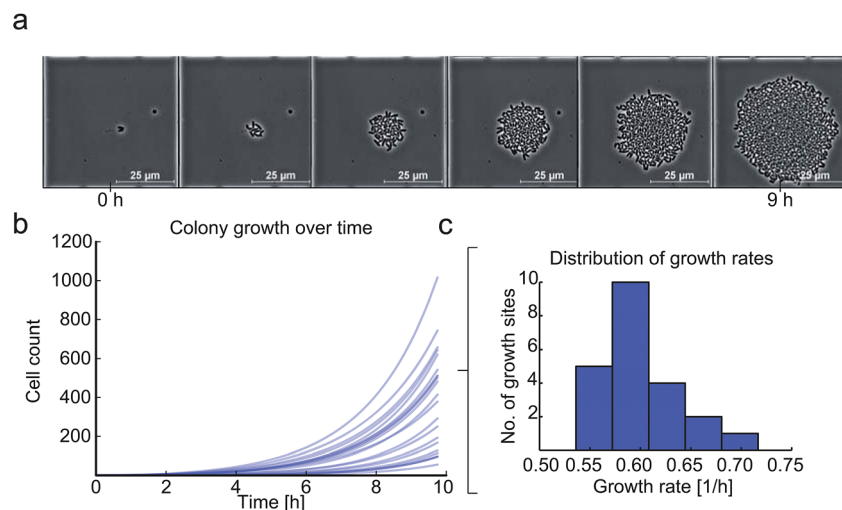 a
25 µm 25 µm 25 µm 25 µm 25 µm 25 µm
0 h 9 h
b
Colony growth over time
1200
1000
800
600
400
200
Cell count
0 2 4 6 8 10
Time [h]
c
Distribution of growth rates
10
8
6
4
2
No. of growth sites
0.50 0.55 0.60 0.65 0.70 0.75
Growth rate [1/h]